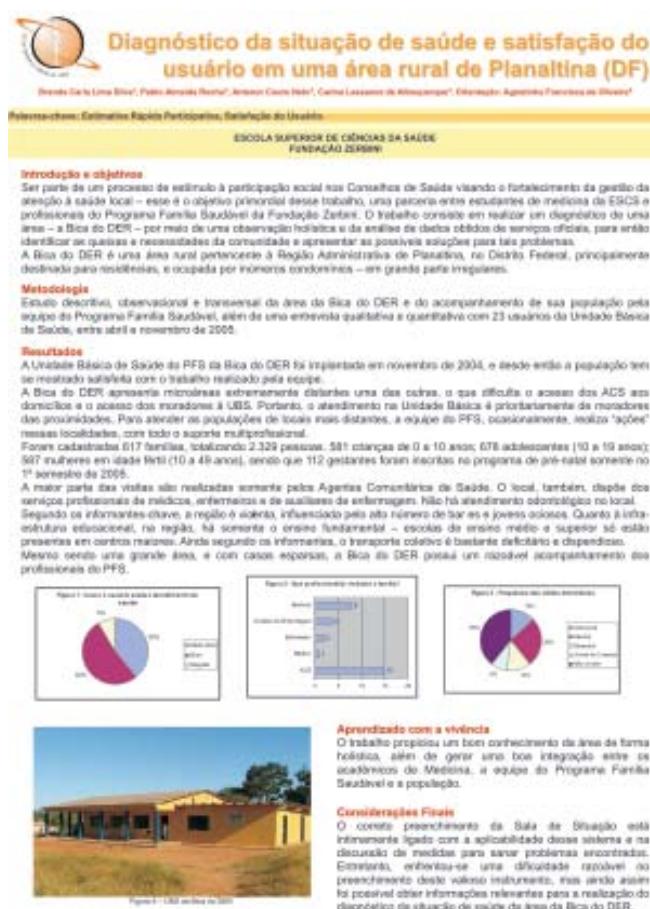 Diagnóstico da situação de saúde e satisfação do
usuário em uma área rural de Planaltina (DF)
Palavras-chave: Estimativa Rápida Participativa, Satisfação do Usuário.
ESCOLA SUPERIOR DE CIÊNCIAS DA SAÚDE
FUNDAÇÃO ZERBINI
Introdução e objetivos
Ser parte de um processo de estímulo à participação social nos Conselhos de Saúde visando o fortalecimento da gestão da
atenção à saúde local – esse é o objetivo primordial desse trabalho, uma parceria entre estudantes de medicina da ESCS e
profissionais do Programa Família Saudável da Fundação Zerbini. O trabalho consiste em realizar um diagnóstico de uma
área – a Bica do DER – por meio de uma observação holística e da análise de dados obtidos de serviços oficiais, para então
identificar as queixas e necessidades da comunidade e apresentar as possíveis soluções para tais problemas.
A Bica do DER é uma área rural pertencente à Região Administrativa de Planaltina, no Distrito Federal, principalmente
destinada para residências, e ocupada por inúmeros condomínios – em grande parte irregulares.
Metodologia
Estudo descritivo, observacional e transversal da área da Bica do DER e do acompanhamento de sua população pela
equipe do Programa Família Saudável, além de uma entrevista qualitativa e quantitativa com 23 usuários da Unidade Básica
de Saúde, entre abril e novembro de 2005.
Resultados
A Unidade Básica de Saúde do PFS da Bica do DER foi implantada em novembro de 2004, e desde então a população tem
se mostrado satisfeita com o trabalho realizado pela equipe.
A Bica do DER apresenta microáreas extremamente distantes uma das outras, o que dificulta o acesso dos ACS aos
domicílios e o acesso dos moradores à UBS. Portanto, o atendimento na Unidade Básica é prioritariamente de moradores
das proximidades. Para atender as populações de locais mais distantes, a equipe do PFS, ocasionalmente, realiza "ações"
nessas localidades, com todo o suporte multiprofissional.
Foram cadastradas 617 famílias, totalizando 2.329 pessoas. 581 crianças de 0 a 10 anos; 678 adolescentes (10 a 19 anos);
587 mulheres em idade fértil (10 a 49 anos), sendo que 112 gestantes foram inscritas no programa de pré-natal somente no
1º semestre de 2005.
A maior parte das visitas são realizadas somente pelos Agentes Comunitários de Saúde. O local, também, dispõe dos
serviços profissionais de médicos, enfermeiros e de auxiliares de enfermagem. Não há atendimento odontológico no local.
Segundo os informantes-chave, a região é violenta, influenciada pelo alto número de bar es e jovens ociosos. Quanto à infra-
estrutura educacional, na região, há somente o ensino fundamental – escolas de ensino médio e superior só estão
presentes em centros maiores. Ainda segundo os informantes, o transporte coletivo é bastante deficitário e dispendioso.
Mesmo sendo uma grande área, e com casas esparsas, a Bica do DER possui um razoável acompanhamento dos
profissionais do PFS.
Aprendizado com a vivência
O trabalho propiciou um bom conhecimento da área de forma
holística, além de gerar uma boa integração entre os
acadêmicos de Medicina, a equipe do Programa Família
Saudável e a população.
Considerações Finais
O correto preenchimento da Sala de Situação está
intimamente ligado com a aplicabilidade desse sistema e na
discussão de medidas para sanar problemas encontrados.
Entretanto, enfrentou-se uma dificuldade razoável no
preenchimento deste valioso instrumento, mas ainda assim
foi possível obter informações relevantes para a realização do
diagnóstico da situação de saúde da área da Bica do DER.